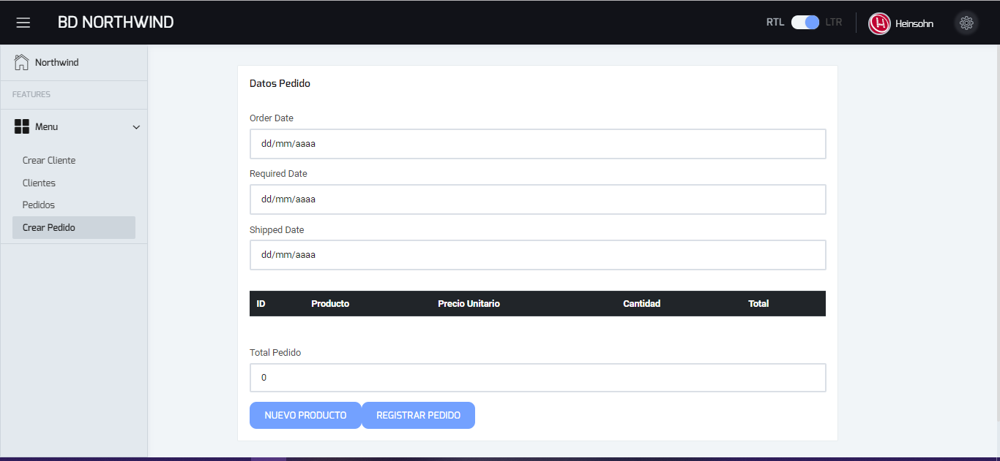 BD NORTHWIND
RTL LTR Heinsohn
Northwind
FEATURES
Menu
Crear Cliente
Clientes
Pedidos
Crear Pedido
Datos Pedido
Order Date
dd/mm/aaaa
Required Date
dd/mm/aaaa
Shipped Date
dd/mm/aaaa
ID Producto Precio Unitario Cantidad Total
Total Pedido
0
NUEVO PRODUCTO REGISTRAR PEDIDO